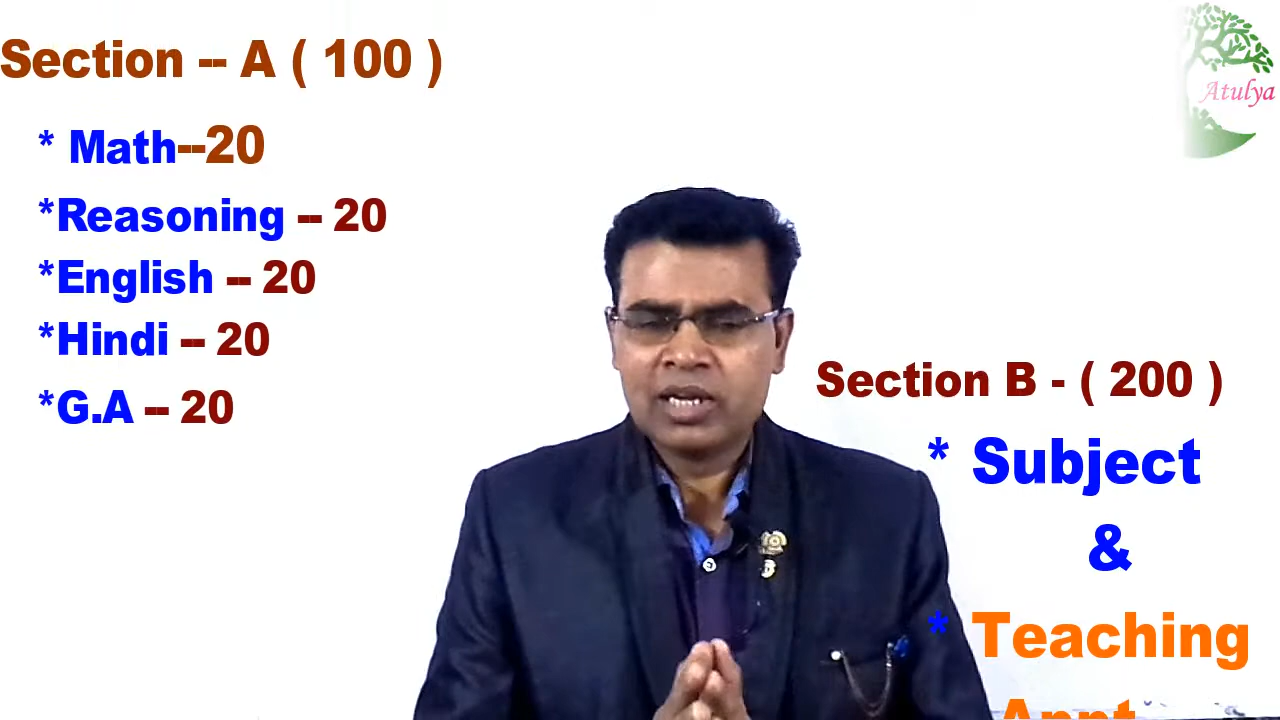 Section -- A ( 100 )
* Math--20
*Reasoning -- 20
*English -- 20
*Hindi -- 20
*G.A -- 20
Atulya
Section B - ( 200 )
* Subject
&
* Teaching